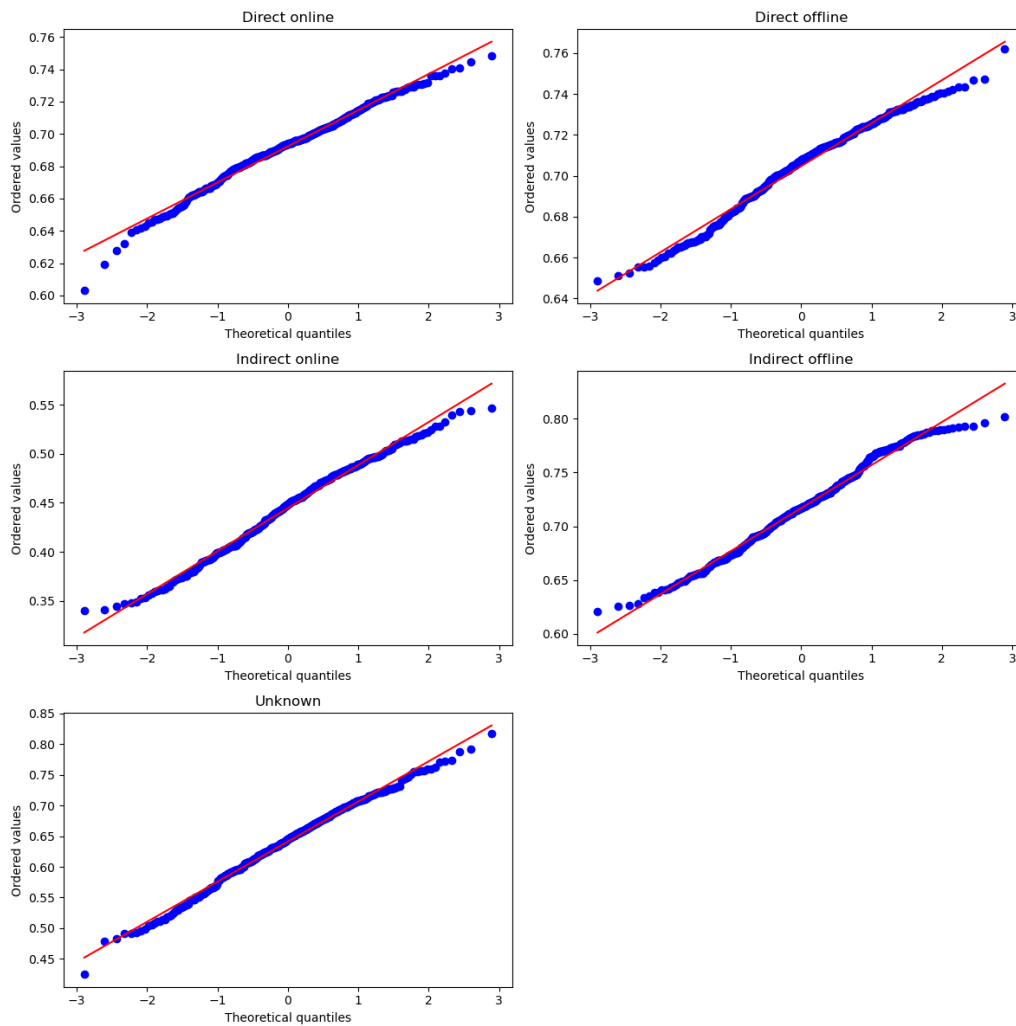 Direct online
0.76
0.74
0.72
0.70
0.68
0.66
0.64
0.62
0.60
Ordered values
−3 −2 −1 0 1 2 3
Theoretical quantiles
Direct offline
0.76
0.74
0.72
0.70
0.68
0.66
0.64
Ordered values
−3 −2 −1 0 1 2 3
Theoretical quantiles
Indirect online
0.55
0.50
0.45
0.40
0.35
Ordered values
−3 −2 −1 0 1 2 3
Theoretical quantiles
Indirect offline
0.80
0.75
0.70
0.65
0.60
Ordered values
−3 −2 −1 0 1 2 3
Theoretical quantiles
Unknown
0.85
0.80
0.75
0.70
0.65
0.60
0.55
0.50
0.45
Ordered values
−3 −2 −1 0 1 2 3
Theoretical quantiles